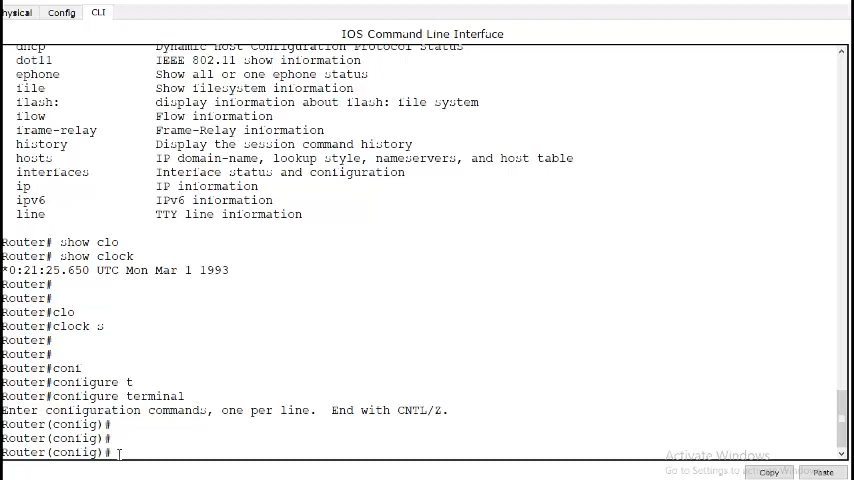 hysical Config CLI
IOS Command Line Interface
dhcp Dynamic Host Configuration Protocol status
dot11 IEEE 802.11 show information
ephone Show all or one ephone status
file Show filesystem information
flash: display information about flash: file system
flow Flow information
frame-relay Frame-Relay information
history Display the session command history
hosts IP domain-name, lookup style, nameservers, and host table
interfaces Interface status and configuration
ip IP information
ipv6 IPv6 information
line TTY line information
Router# show clo
Router# show clock
*0:21:25.650 UTC Mon Mar 1 1993
Router#
Router#
Router#clo
Router#clock s
Router#
Router#
Router#conf
Router#configure t
Router#configure terminal
Enter configuration commands, one per line. End with CNTL/Z.
Router(config)#
Router(config)#
Router(config)#
Activate Windows
Go to Settings to activate Windows.
Copy Paste